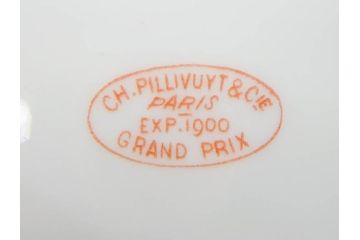 CH. PILLIVUYT & CIE
PARIS
EXP. 1900
GRAND PRIX